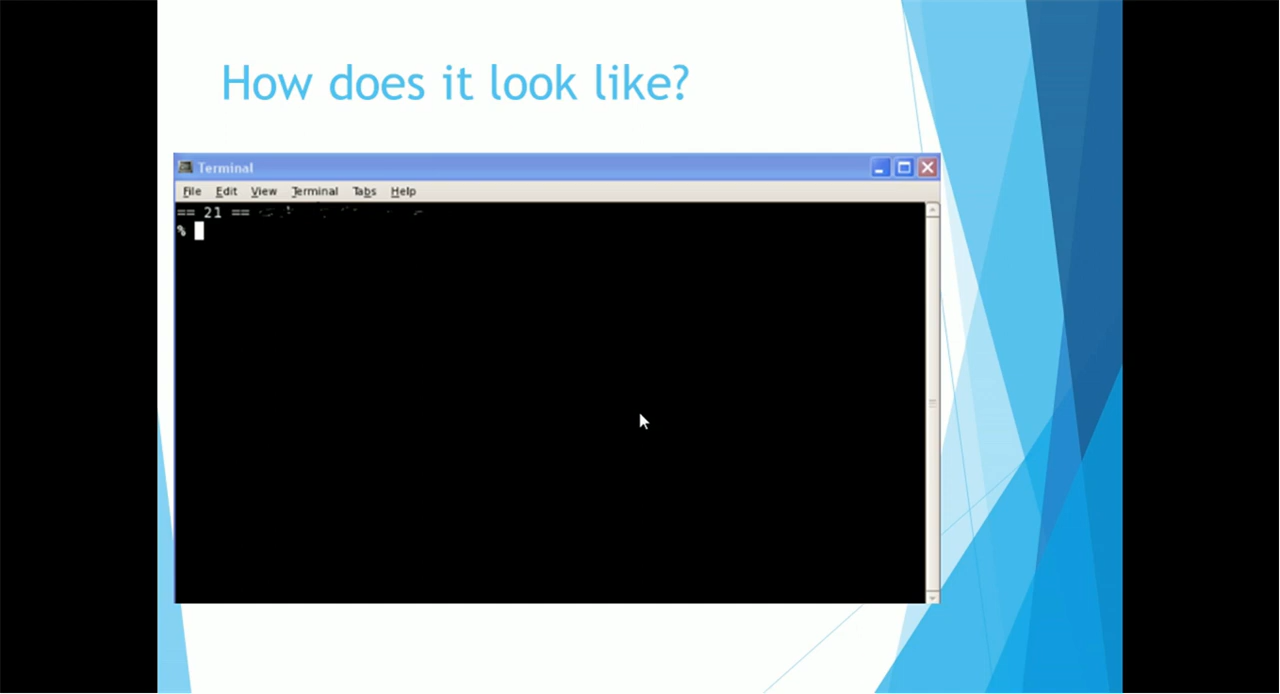 How does it look like?
Terminal
File Edit View Terminal Tabs Help
== 21 ==
%